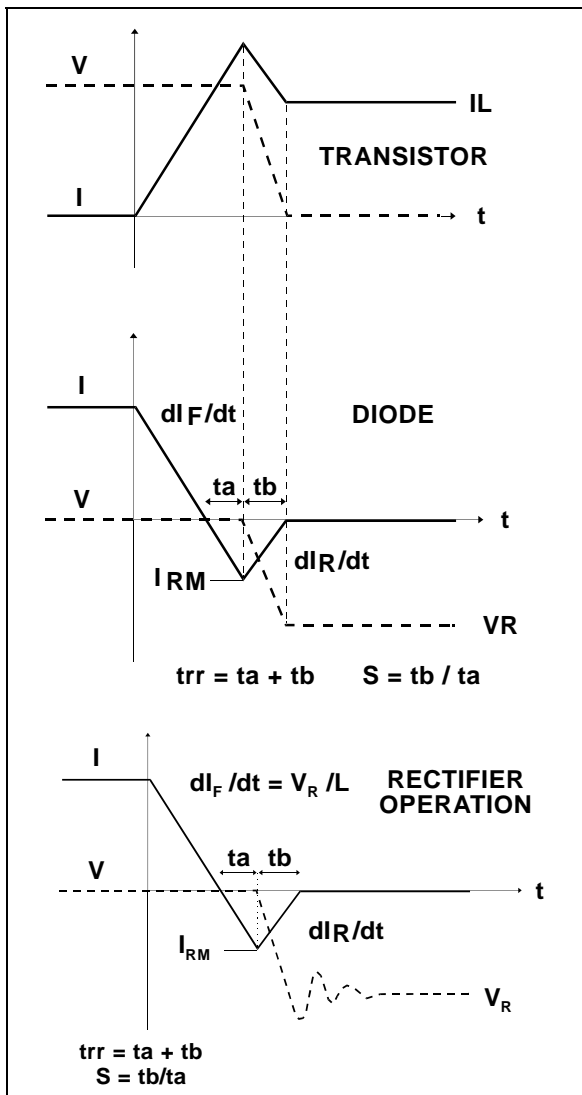 V
IL
TRANSISTOR
I
t
I
dIF/dt
DIODE
ta tb
V
t
IRM
dIR/dt
VR
trr = ta + tb S = tb / ta
I
dIF/dt = VR/L
RECTIFIER
OPERATION
ta tb
V
t
IRM
dIR/dt
VR
trr = ta + tb
S = tb/ta